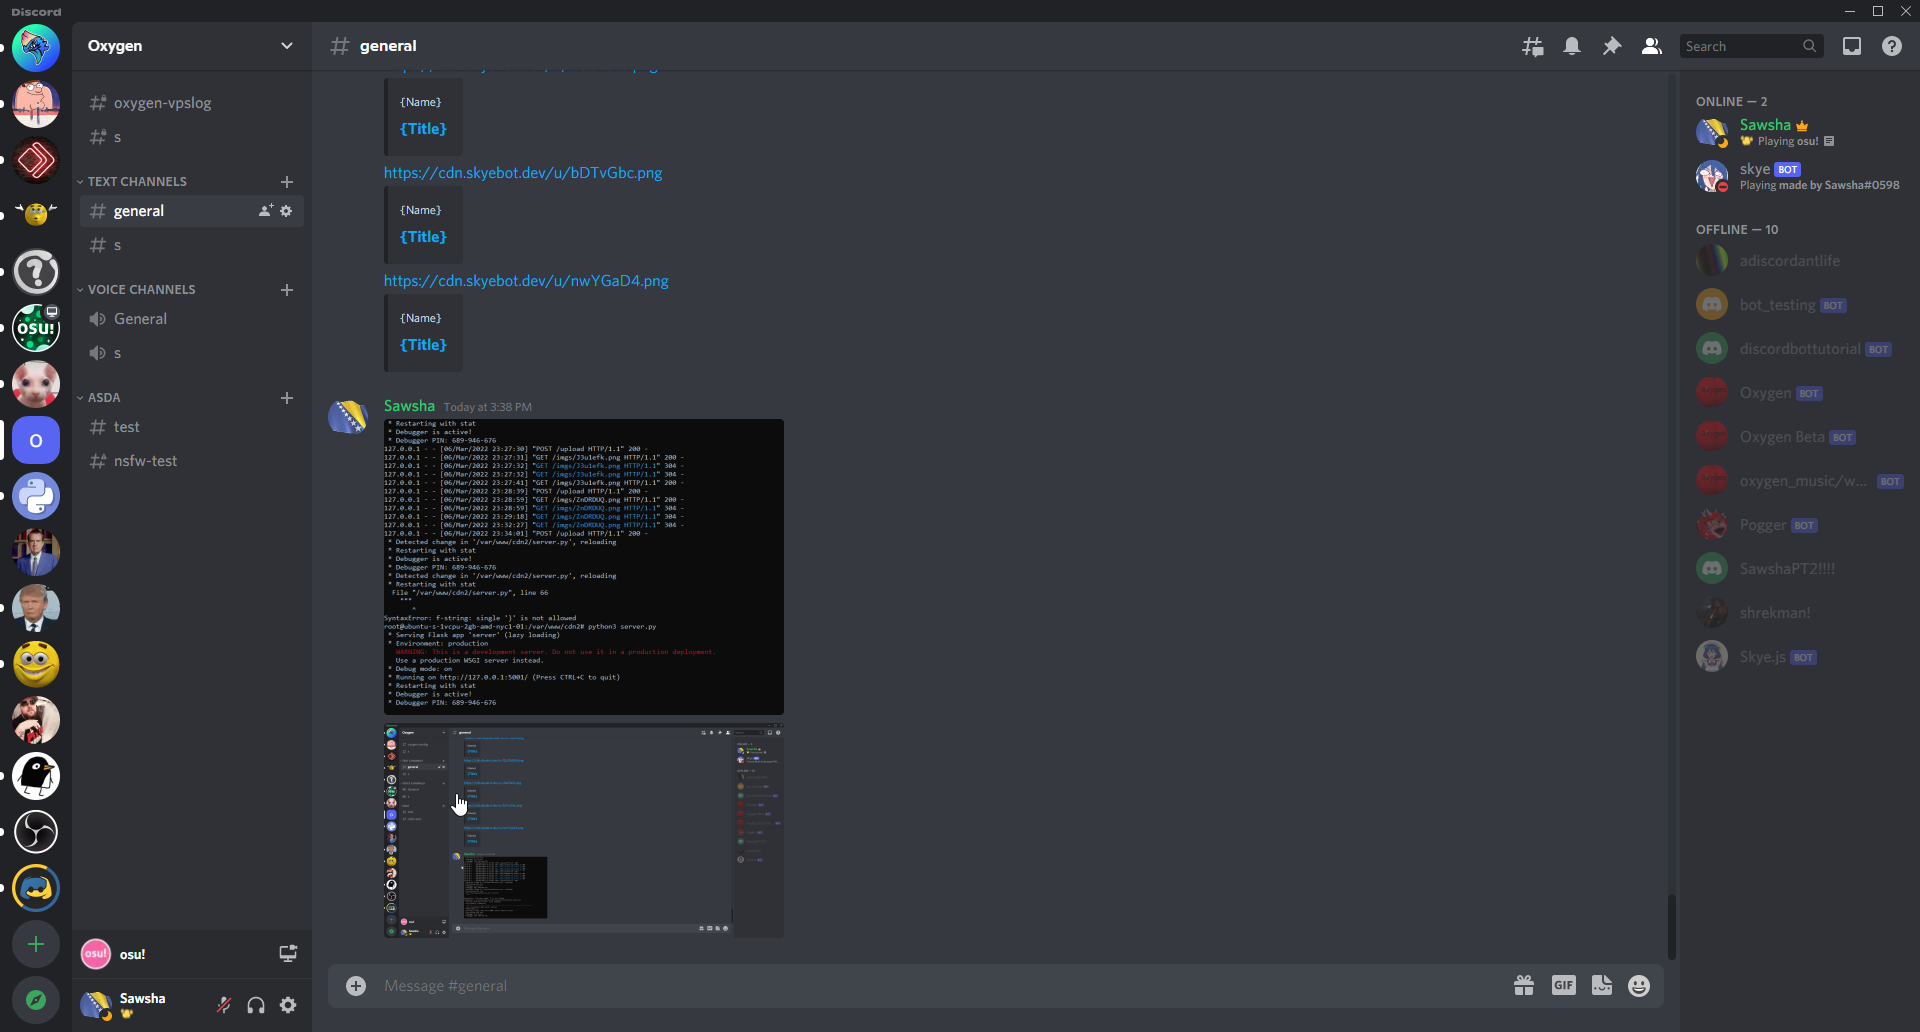 Discord
Oxygen
general
Search
oxygen-vpslog
s
TEXT CHANNELS
general
s
VOICE CHANNELS
General
s
ASDA
test
nsfw-test
osu!
osu!
Sawsha
OSU!
O
{Name}
{Title}
https://cdn.skyebot.dev/u/bDTvGbc.png
{Name}
{Title}
https://cdn.skyebot.dev/u/nwYGaD4.png
{Name}
{Title}
Sawsha Today at 3:38 PM
* Restarting with stat
* Debugger is active!
* Debugger PIN: 689-946-676
127.0.0.1 - - [06/Mar/2022 23:27:30] "POST /upload HTTP/1.1" 200 -
127.0.0.1 - - [06/Mar/2022 23:27:31] "GET /imgs/J3u1efk.png HTTP/1.1" 200 -
127.0.0.1 - - [06/Mar/2022 23:27:32] "GET /imgs/J3u1efk.png HTTP/1.1" 304 -
127.0.0.1 - - [06/Mar/2022 23:27:32] "GET /imgs/J3u1efk.png HTTP/1.1" 304 -
127.0.0.1 - - [06/Mar/2022 23:27:41] "GET /imgs/J3u1efk.png HTTP/1.1" 200 -
127.0.0.1 - - [06/Mar/2022 23:28:39] "POST /upload HTTP/1.1" 200 -
127.0.0.1 - - [06/Mar/2022 23:28:59] "GET /imgs/ZnDRDUQ.png HTTP/1.1" 200 -
127.0.0.1 - - [06/Mar/2022 23:28:59] "GET /imgs/ZnDRDUQ.png HTTP/1.1" 304 -
127.0.0.1 - - [06/Mar/2022 23:29:18] "GET /imgs/ZnDRDUQ.png HTTP/1.1" 304 -
127.0.0.1 - - [06/Mar/2022 23:32:27] "GET /imgs/ZnDRDUQ.png HTTP/1.1" 304 -
127.0.0.1 - - [06/Mar/2022 23:34:01] "POST /upload HTTP/1.1" 200 -
* Detected change in '/var/www/cdn2/server.py', reloading
* Restarting with stat
* Debugger is active!
* Debugger PIN: 689-946-676
* Detected change in '/var/www/cdn2/server.py', reloading
* Restarting with stat
File "/var/www/cdn2/server.py", line 66
"""
^
SyntaxError: f-string: single '}' is not allowed
root@ubuntu-s-1vcpu-2gb-amd-nyc1-01:/var/www/cdn2# python3 server.py
* Serving Flask app 'server' (lazy loading)
* Environment: production
WARNING: This is a development server. Do not use it in a production deployment.
Use a production WSGI server instead.
* Debug mode: on
* Running on http://127.0.0.1:5001/ (Press CTRL+C to quit)
* Restarting with stat
* Debugger is active!
* Debugger PIN: 689-946-676
Message #general
GIF
ONLINE — 2
Sawsha
Playing osu!
skye BOT
Playing made by Sawsha#0598
OFFLINE — 10
adiscordantlife
bot_testing BOT
discordbottutorial BOT
Oxygen BOT
Oxygen Beta BOT
oxygen_music/w... BOT
Pogger BOT
SawshaPT2!!!!
shrekman!
Skye.js BOT